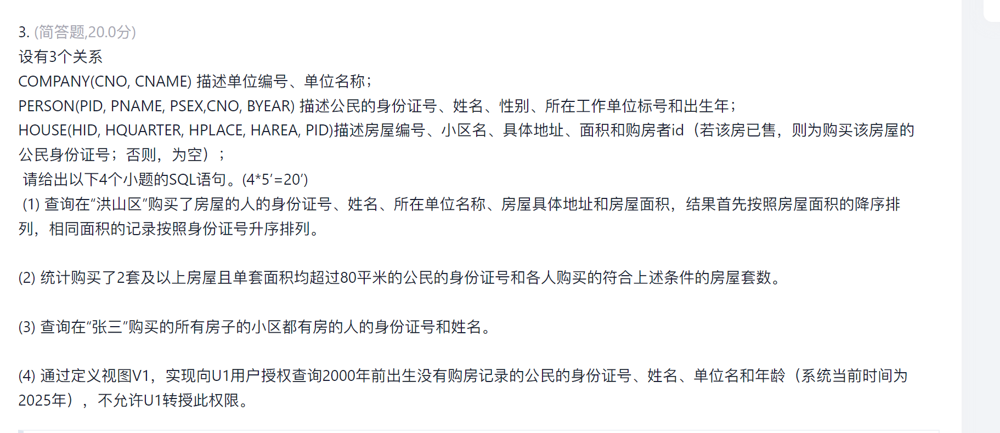 3. (简答题,20.0分)
设有3个关系
COMPANY(CNO, CNAME) 描述单位编号、单位名称；
PERSON(PID, PNAME, PSEX,CNO, BYEAR) 描述公民的身份证号、姓名、性别、所在工作单位标号和出生年；
HOUSE(HID, HQUARTER, HPLACE, HAREA, PID)描述房屋编号、小区名、具体地址、面积和购房者id（若该房已售，则为购买该房屋的
公民身份证号；否则，为空）；
请给出以下4个小题的SQL语句。(4*5’=20’)
(1) 查询在“洪山区”购买了房屋的人的身份证号、姓名、所在单位名称、房屋具体地址和房屋面积，结果首先按照房屋面积的降序排
列，相同面积的记录按照身份证号升序排列。
(2) 统计购买了2套及以上房屋且单套面积均超过80平米的公民的身份证号和各人购买的符合上述条件的房屋套数。
(3) 查询在“张三”购买的所有房子的小区都有房的人的身份证号和姓名。
(4) 通过定义视图V1，实现向U1用户授权查询2000年前出生没有购房记录的公民的身份证号、姓名、单位名和年龄（系统当前时间为
2025年），不允许U1转授此权限。